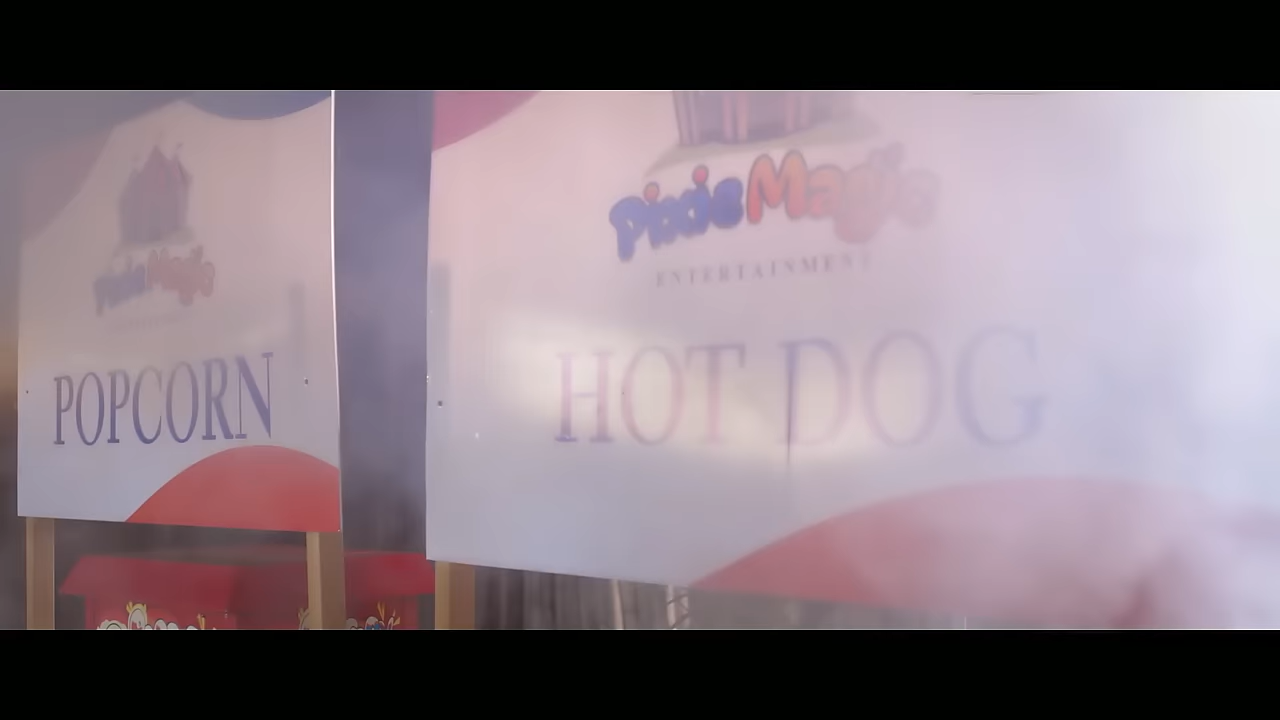 Pixie Magic
POPCORN
Pixie Magic
ENTERTAINMENT
HOT DOG